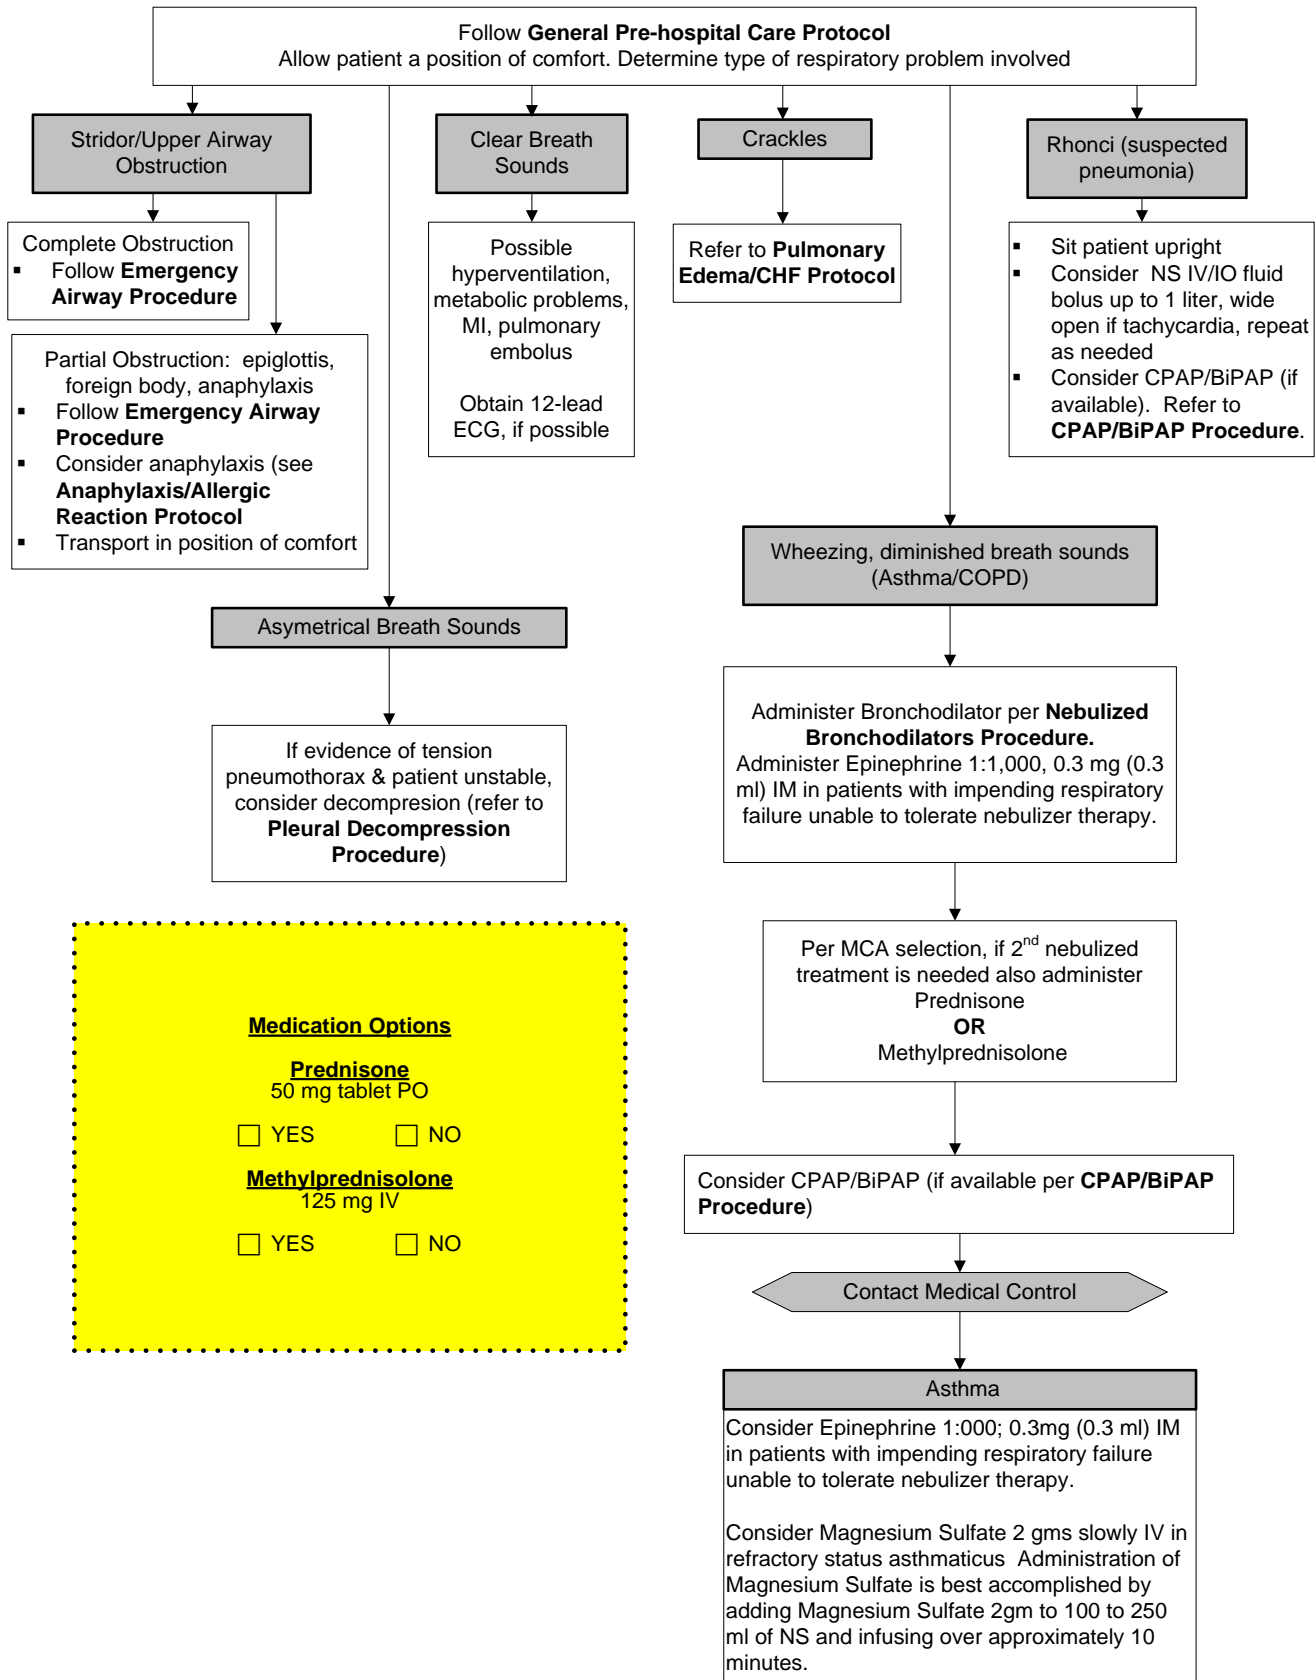 Follow General Pre-hospital Care Protocol
Allow patient a position of comfort. Determine type of respiratory problem involved
Stridor/Upper Airway
Obstruction
Complete Obstruction
▪ Follow Emergency
Airway Procedure
Partial Obstruction: epiglottis,
foreign body, anaphylaxis
▪ Follow Emergency Airway
Procedure
▪ Consider anaphylaxis (see
Anaphylaxis/Allergic
Reaction Protocol
▪ Transport in position of comfort
Asymetrical Breath Sounds
If evidence of tension
pneumothorax & patient unstable,
consider decompresion (refer to
Pleural Decompression
Procedure)
Clear Breath
Sounds
Possible
hyperventilation,
metabolic problems,
MI, pulmonary
embolus
Obtain 12-lead
ECG, if possible
Crackles
Refer to Pulmonary
Edema/CHF Protocol
Rhonci (suspected
pneumonia)
▪ Sit patient upright
▪ Consider NS IV/IO fluid
bolus up to 1 liter, wide
open if tachycardia, repeat
as needed
▪ Consider CPAP/BiPAP (if
available). Refer to
CPAP/BiPAP Procedure.
Wheezing, diminished breath sounds
(Asthma/COPD)
Administer Bronchodilator per Nebulized
Bronchodilators Procedure.
Administer Epinephrine 1:1,000, 0.3 mg (0.3
ml) IM in patients with impending respiratory
failure unable to tolerate nebulizer therapy.
Per MCA selection, if 2nd nebulized
treatment is needed also administer
Prednisone
OR
Methylprednisolone
Consider CPAP/BiPAP (if available per CPAP/BiPAP
Procedure)
Contact Medical Control
Asthma
Consider Epinephrine 1:000; 0.3mg (0.3 ml) IM
in patients with impending respiratory failure
unable to tolerate nebulizer therapy.
Consider Magnesium Sulfate 2 gms slowly IV in
refractory status asthmaticus Administration of
Magnesium Sulfate is best accomplished by
adding Magnesium Sulfate 2gm to 100 to 250
ml of NS and infusing over approximately 10
minutes.
Medication Options
Prednisone
50 mg tablet PO
☐ YES ☐ NO
Methylprednisolone
125 mg IV
☐ YES ☐ NO